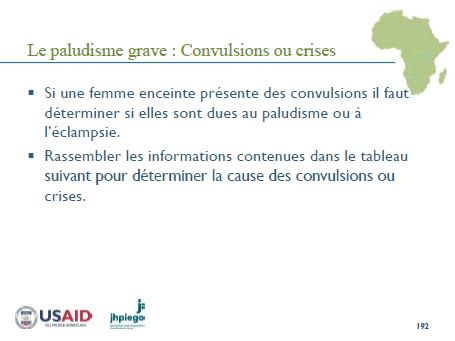 Le paludisme grave : Convulsions ou crises
▪ Si une femme enceinte présente des convulsions il faut
déterminer si elles sont dues au paludisme ou à
l'éclampsie.
▪ Rassembler les informations contenues dans le tableau
suivant pour déterminer la cause des convulsions ou
crises.
USAID
jhpiego
192